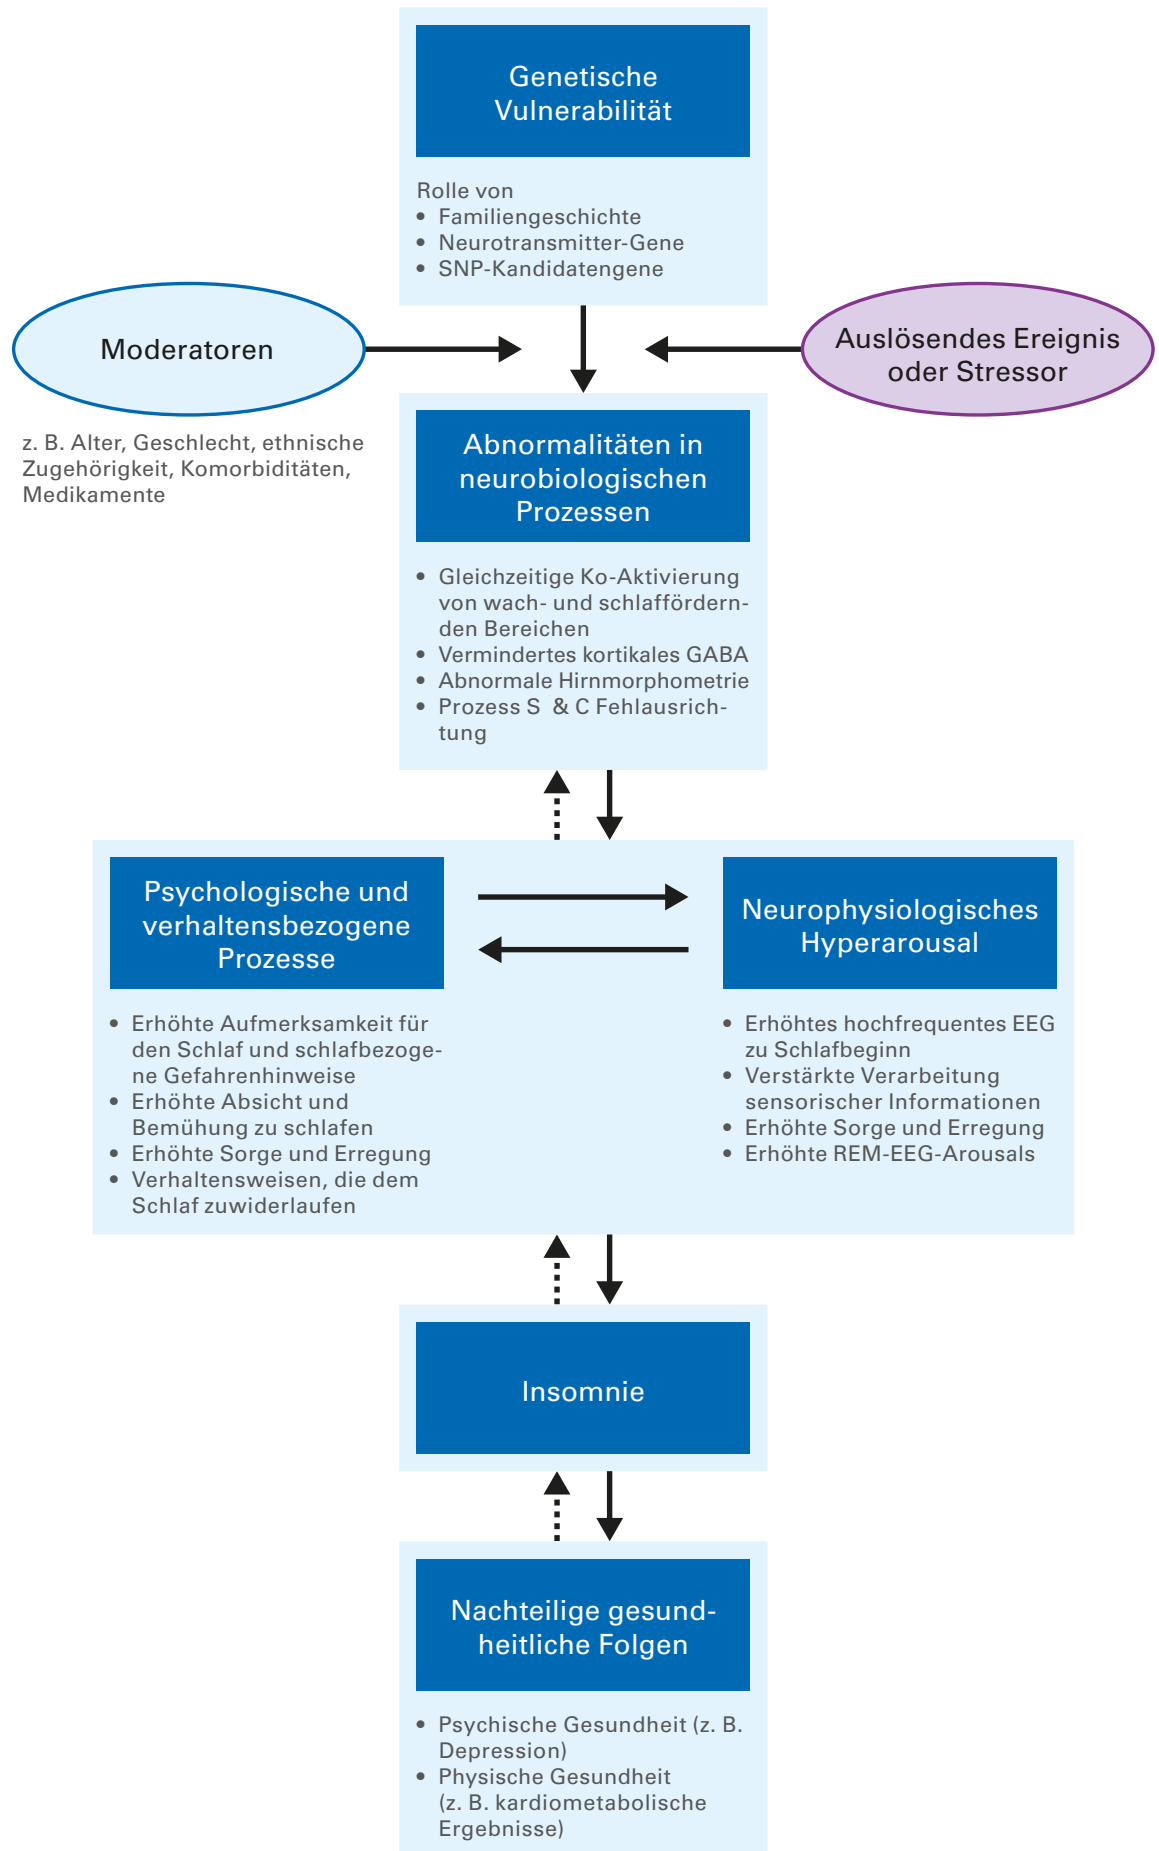 Genetische
Vulnerabilität
Rolle von
• Familiengeschichte
• Neurotransmitter-Gene
• SNP-Kandidatengene
Moderatoren
z. B. Alter, Geschlecht, ethnische
Zugehörigkeit, Komorbiditäten,
Medikamente
Auslösendes Ereignis
oder Stressor
Abnormalitäten in
neurobiologischen
Prozessen
• Gleichzeitige Ko-Aktivierung
von wach- und schlaffördern-
den Bereichen
• Vermindertes kortikales GABA
• Abnormale Hirnmorphometrie
• Prozess S & C Fehlausrich-
tung
Psychologische und
verhaltensbezogene
Prozesse
• Erhöhte Aufmerksamkeit für
den Schlaf und schlafbezoge-
ne Gefahrenhinweise
• Erhöhte Absicht und
Bemühung zu schlafen
• Erhöhte Sorge und Erregung
• Verhaltensweisen, die dem
Schlaf zuwiderlaufen
Neurophysiologisches
Hyperarousal
• Erhöhtes hochfrequentes EEG
zu Schlafbeginn
• Verstärkte Verarbeitung
sensorischer Informationen
• Erhöhte Sorge und Erregung
• Erhöhte REM-EEG-Arousals
Insomnie
Nachteilige gesund-
heitliche Folgen
• Psychische Gesundheit (z. B.
Depression)
• Physische Gesundheit
(z. B. kardiometabolische
Ergebnisse)